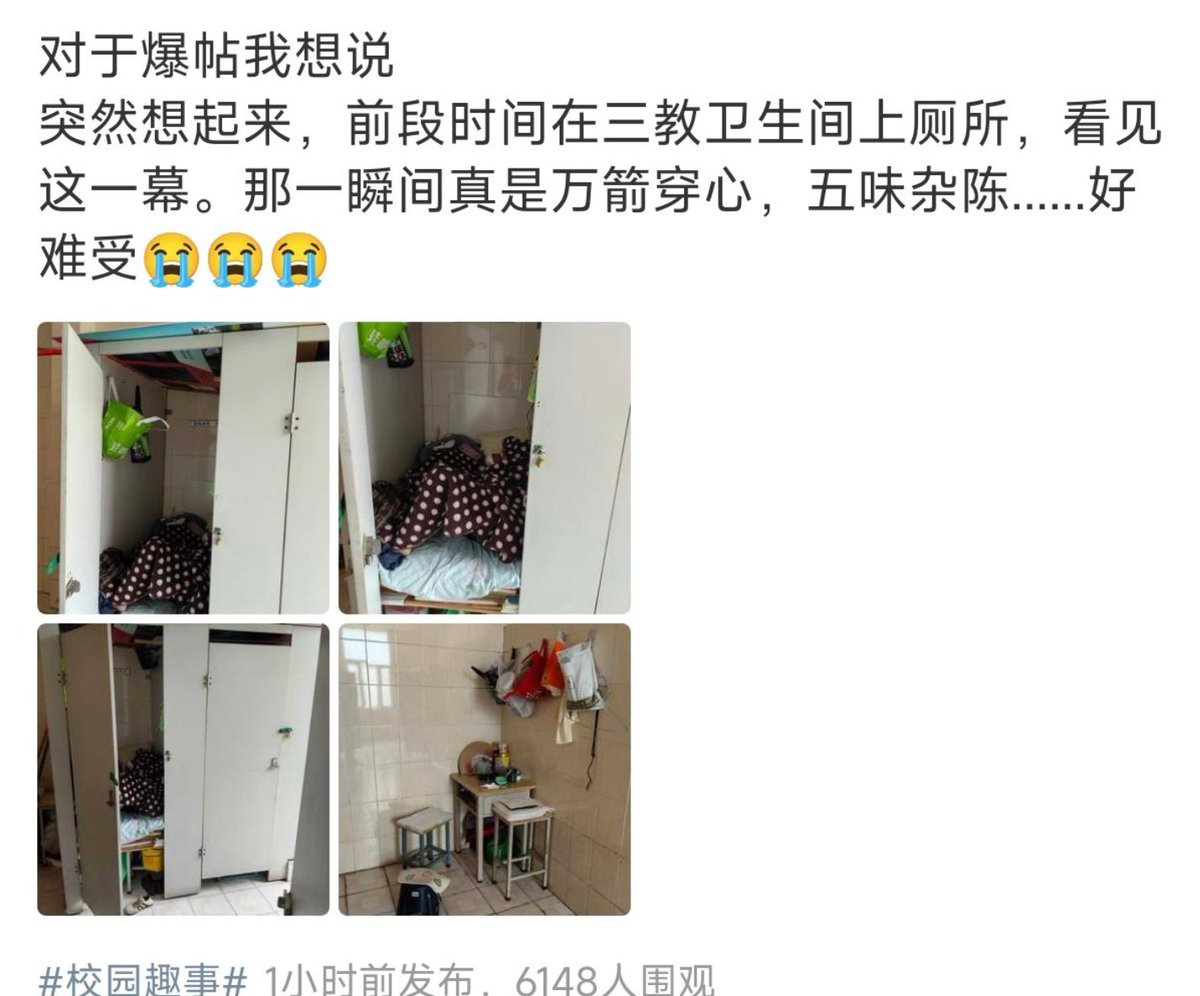 对于爆帖我想说
突然想起来，前段时间在三教卫生间上厕所，看见
这一幕。那一瞬间真是万箭穿心，五味杂陈......好
难受😭😭😭
#校园趣事# 1小时前发布，6148人围观